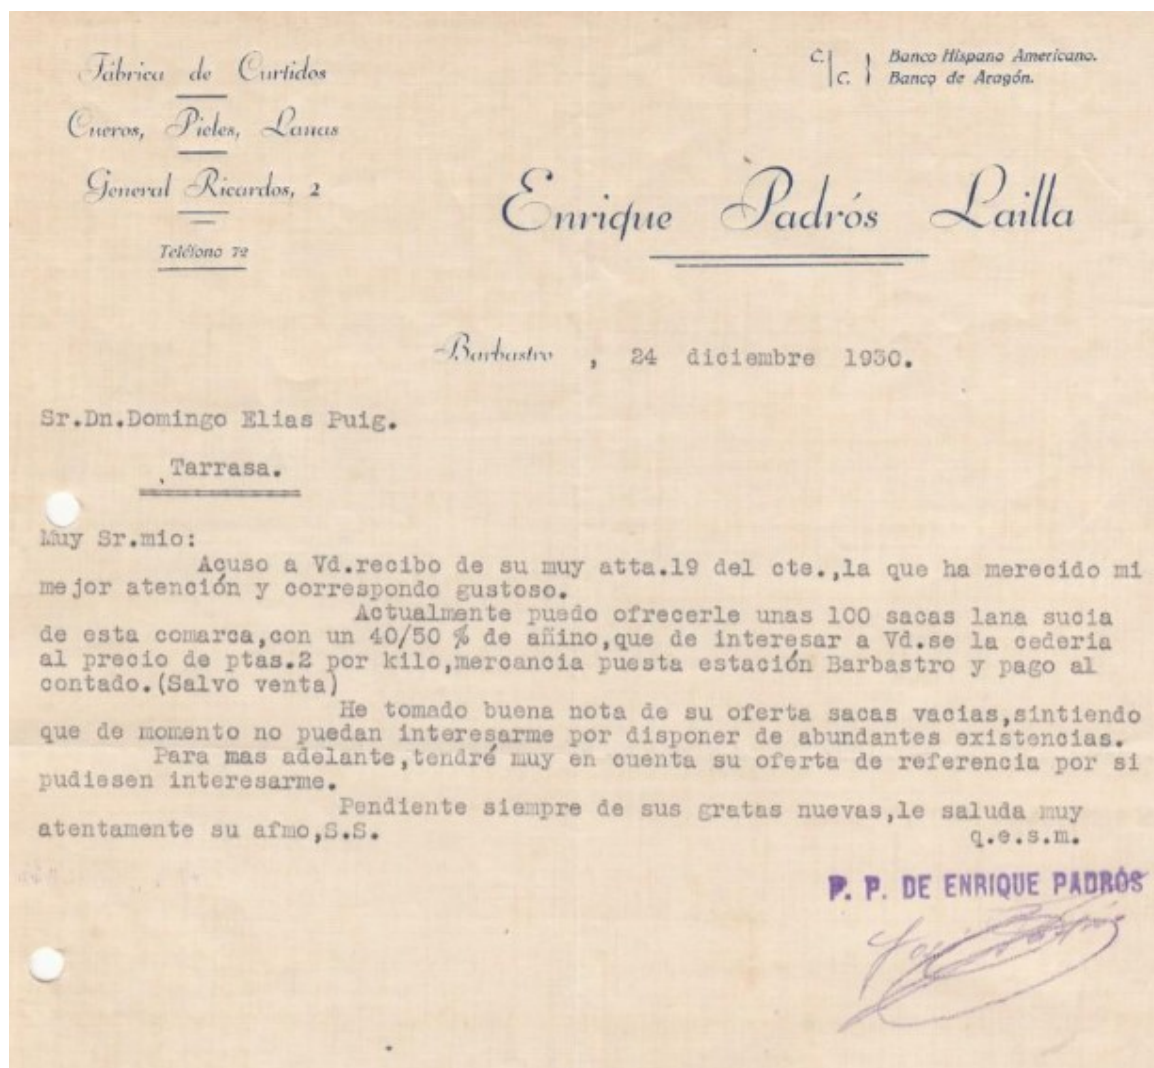 Fábrica de Curtidos
Cueros, Pieles, Lanas
General Ricardos, 2
Teléfono 72
C. | C. } Banco Hispano Americano.
Banco de Aragón.
Enrique Padrós Lailla
Barbastro , 24 diciembre 1930.
Sr.Dn.Domingo Elias Puig.
Tarrasa.
Muy Sr.mio:
Acuso a Vd.recibo de su muy atta.19 del cte.,la que ha merecido mi
mejor atención y correspondo gustoso.
Actualmente puedo ofrecerle unas 100 sacas lana sucia
de esta comarca,con un 40/50 % de añino,que de interesar a Vd.se la cederia
al precio de ptas.2 por kilo,mercancia puesta estación Barbastro y pago al
contado.(Salvo venta)
He tomado buena nota de su oferta sacas vacias,sintiendo
que de momento no puedan interesarme por disponer de abundantes existencias.
Para mas adelante,tendré muy en cuenta su oferta de referencia por si
pudiesen interesarme.
Pendiente siempre de sus gratas nuevas,le saluda muy
atentamente su afmo,S.S.
q.e.s.m.
P. P. DE ENRIQUE PADRÓS